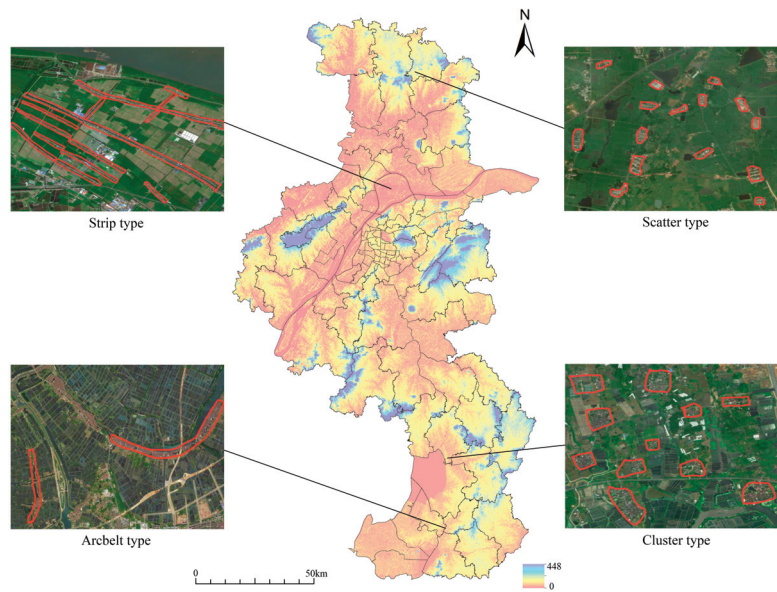 N
Strip type
Scatter type
Arcbelt type
Cluster type
0 50km
448
0